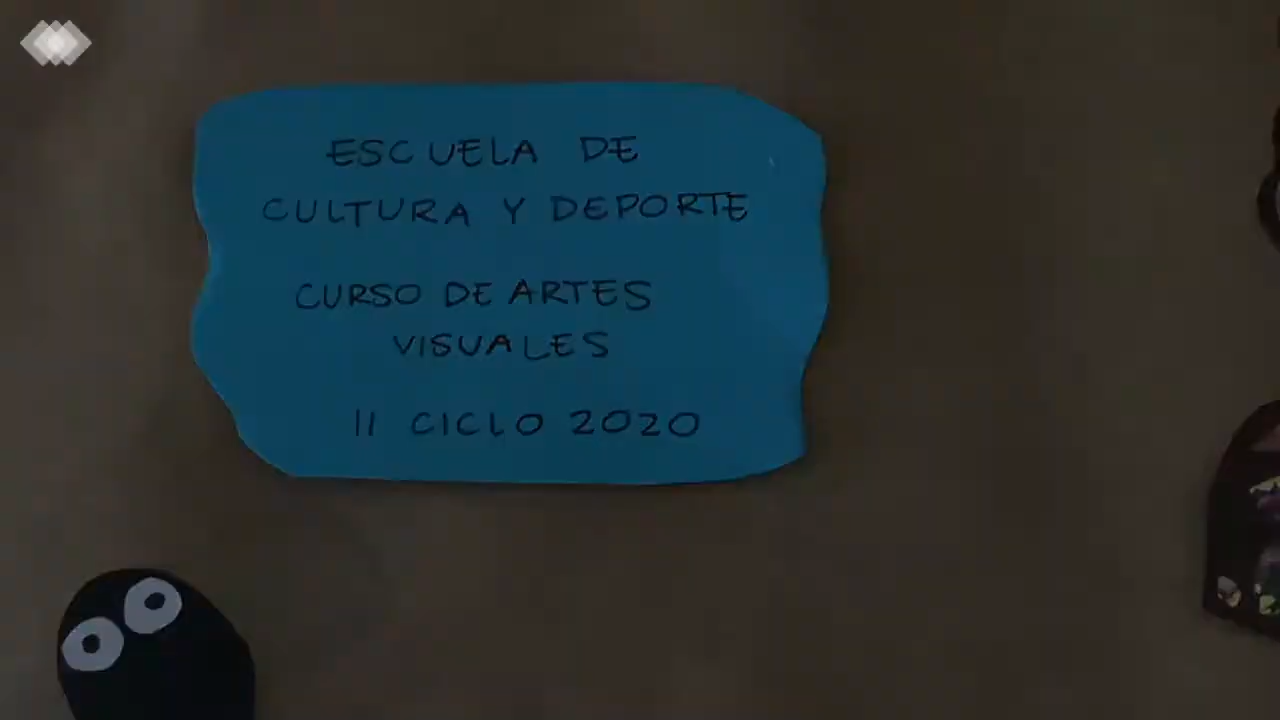 ESCUELA DE
CULTURA Y DEPORTE
CURSO DE ARTES
VISUALES
II CICLO 2020